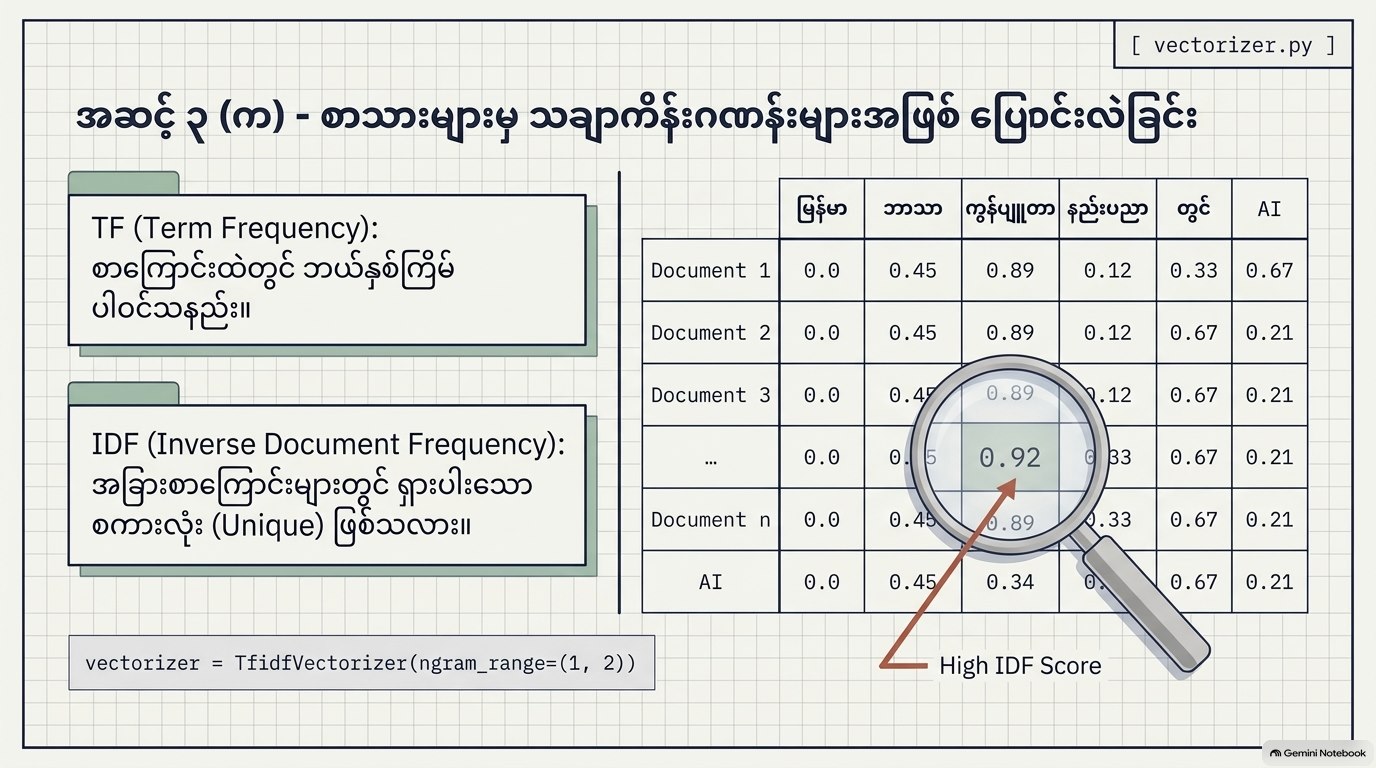 [ vectorizer.py ]
အဆင့် ၃ (က) - စာသားများမှ သချာကိန်းဂဏန်းများအဖြစ် ပြောင်းလဲခြင်း
TF (Term Frequency):
စာကြောင်းထဲတွင် ဘယ်နှစ်ကြိမ်
ပါဝင်သနည်း။
IDF (Inverse Document Frequency):
အခြားစာကြောင်းများတွင် ရှားပါးသော
စကားလုံး (Unique) ဖြစ်သလား။
vectorizer = TfidfVectorizer(ngram_range=(1, 2))
မြန်မာ ဘာသာ ကွန်ပျူတာ နည်းပညာ တွင် AI
Document 1 0.0 0.45 0.89 0.12 0.33 0.67
Document 2 0.0 0.45 0.89 0.12 0.67 0.21
Document 3 0.0 0.45 0.89 0.12 0.67 0.21
… 0.0 0.92 0.67 0.21
Document n 0.0 0.45 0.89 0.33 0.67 0.21
AI 0.0 0.45 0.34 0.67 0.21
High IDF Score
Gemini Notebook